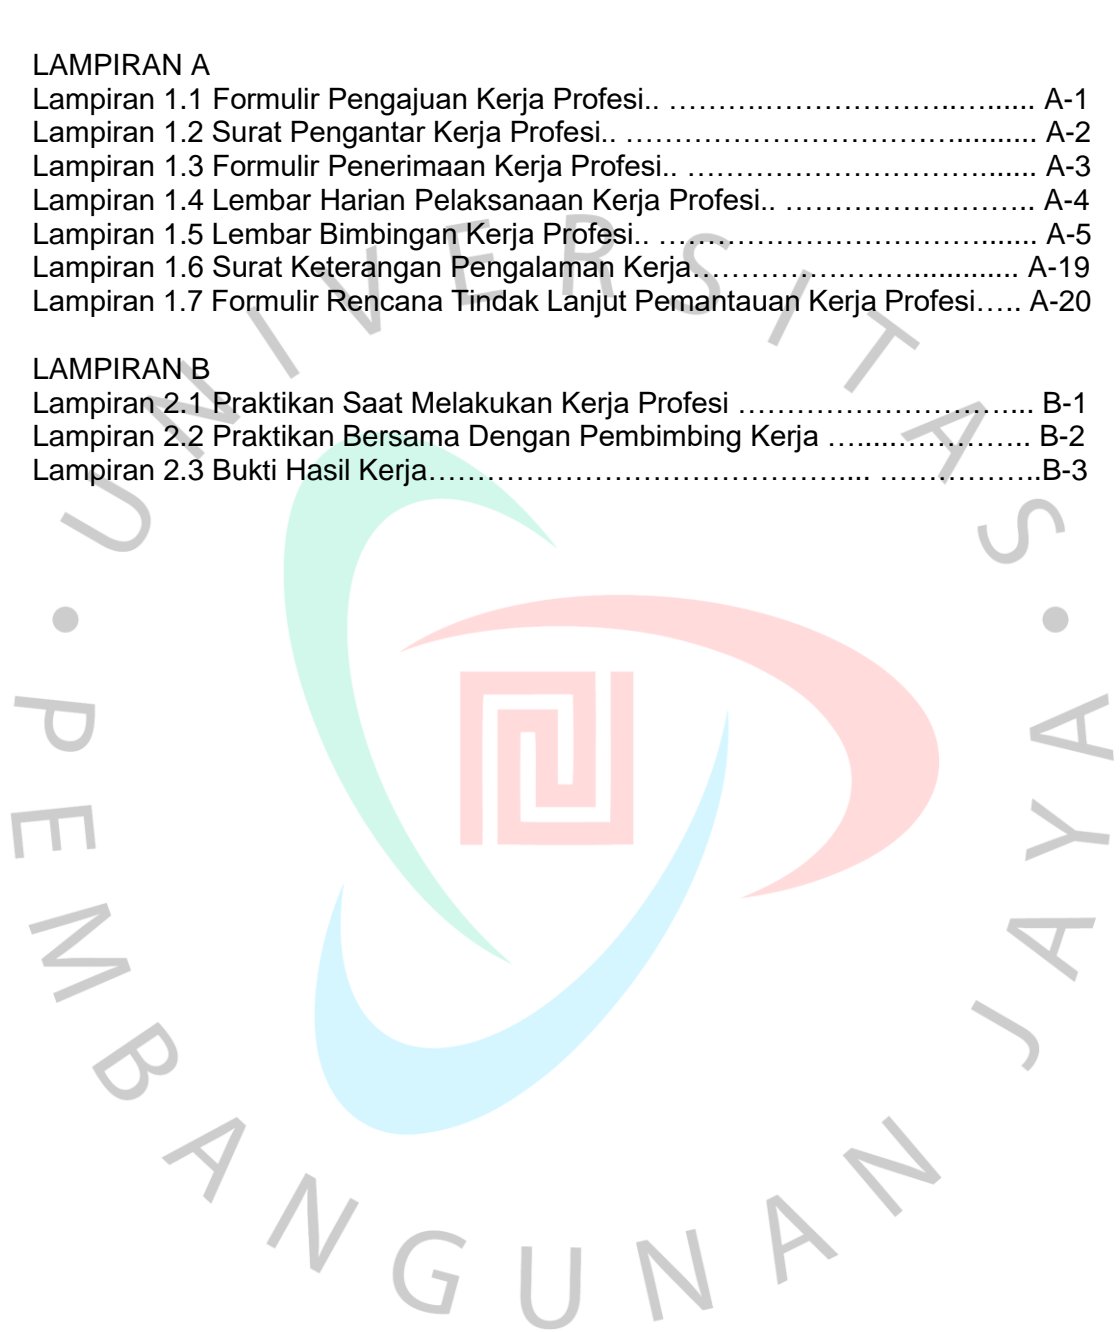 LAMPIRAN A
Lampiran 1.1 Formulir Pengajuan Kerja Profesi.. ……….………………..…...... A-1
Lampiran 1.2 Surat Pengantar Kerja Profesi.. ……………………………........... A-2
Lampiran 1.3 Formulir Penerimaan Kerja Profesi.. …………………………....... A-3
Lampiran 1.4 Lembar Harian Pelaksanaan Kerja Profesi.. …………………….. A-4
Lampiran 1.5 Lembar Bimbingan Kerja Profesi.. ……………………………....... A-5
Lampiran 1.6 Surat Keterangan Pengalaman Kerja…………….……............. A-19
Lampiran 1.7 Formulir Rencana Tindak Lanjut Pemantauan Kerja Profesi….. A-20
LAMPIRAN B
Lampiran 2.1 Praktikan Saat Melakukan Kerja Profesi ………………………... B-1
Lampiran 2.2 Praktikan Bersama Dengan Pembimbing Kerja ….....………….. B-2
Lampiran 2.3 Bukti Hasil Kerja……………………………………... ……………..B-3
UNIVERSITAS • PEMBANGUNAN JAYA •